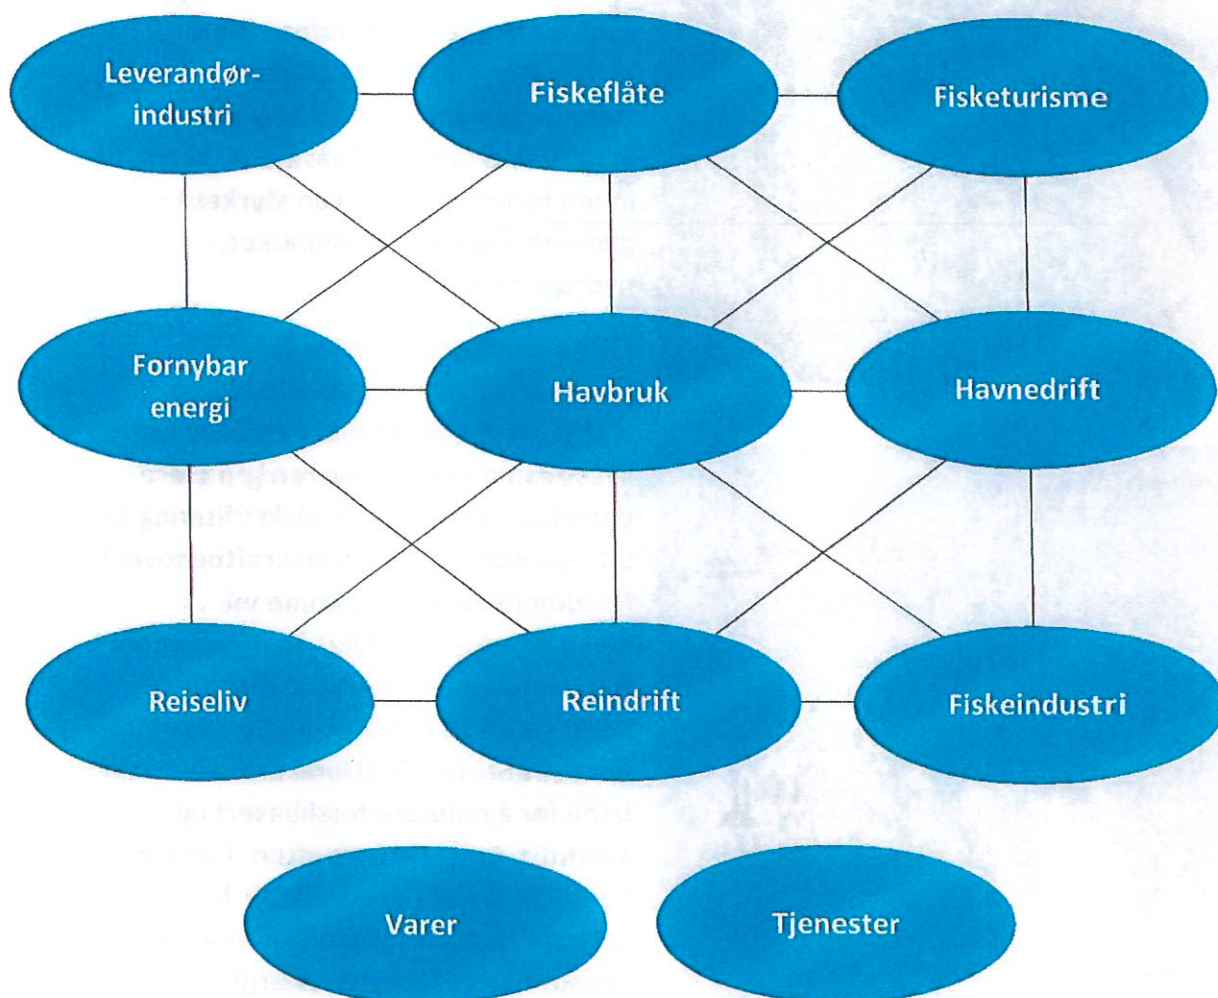 Leverandør-
industri
Fiskeflåte
Fisketurisme
Fornybar
energi
Havbruk
Havnedrift
Reiseliv
Reindrift
Fiskeindustri
Varer
Tjenester